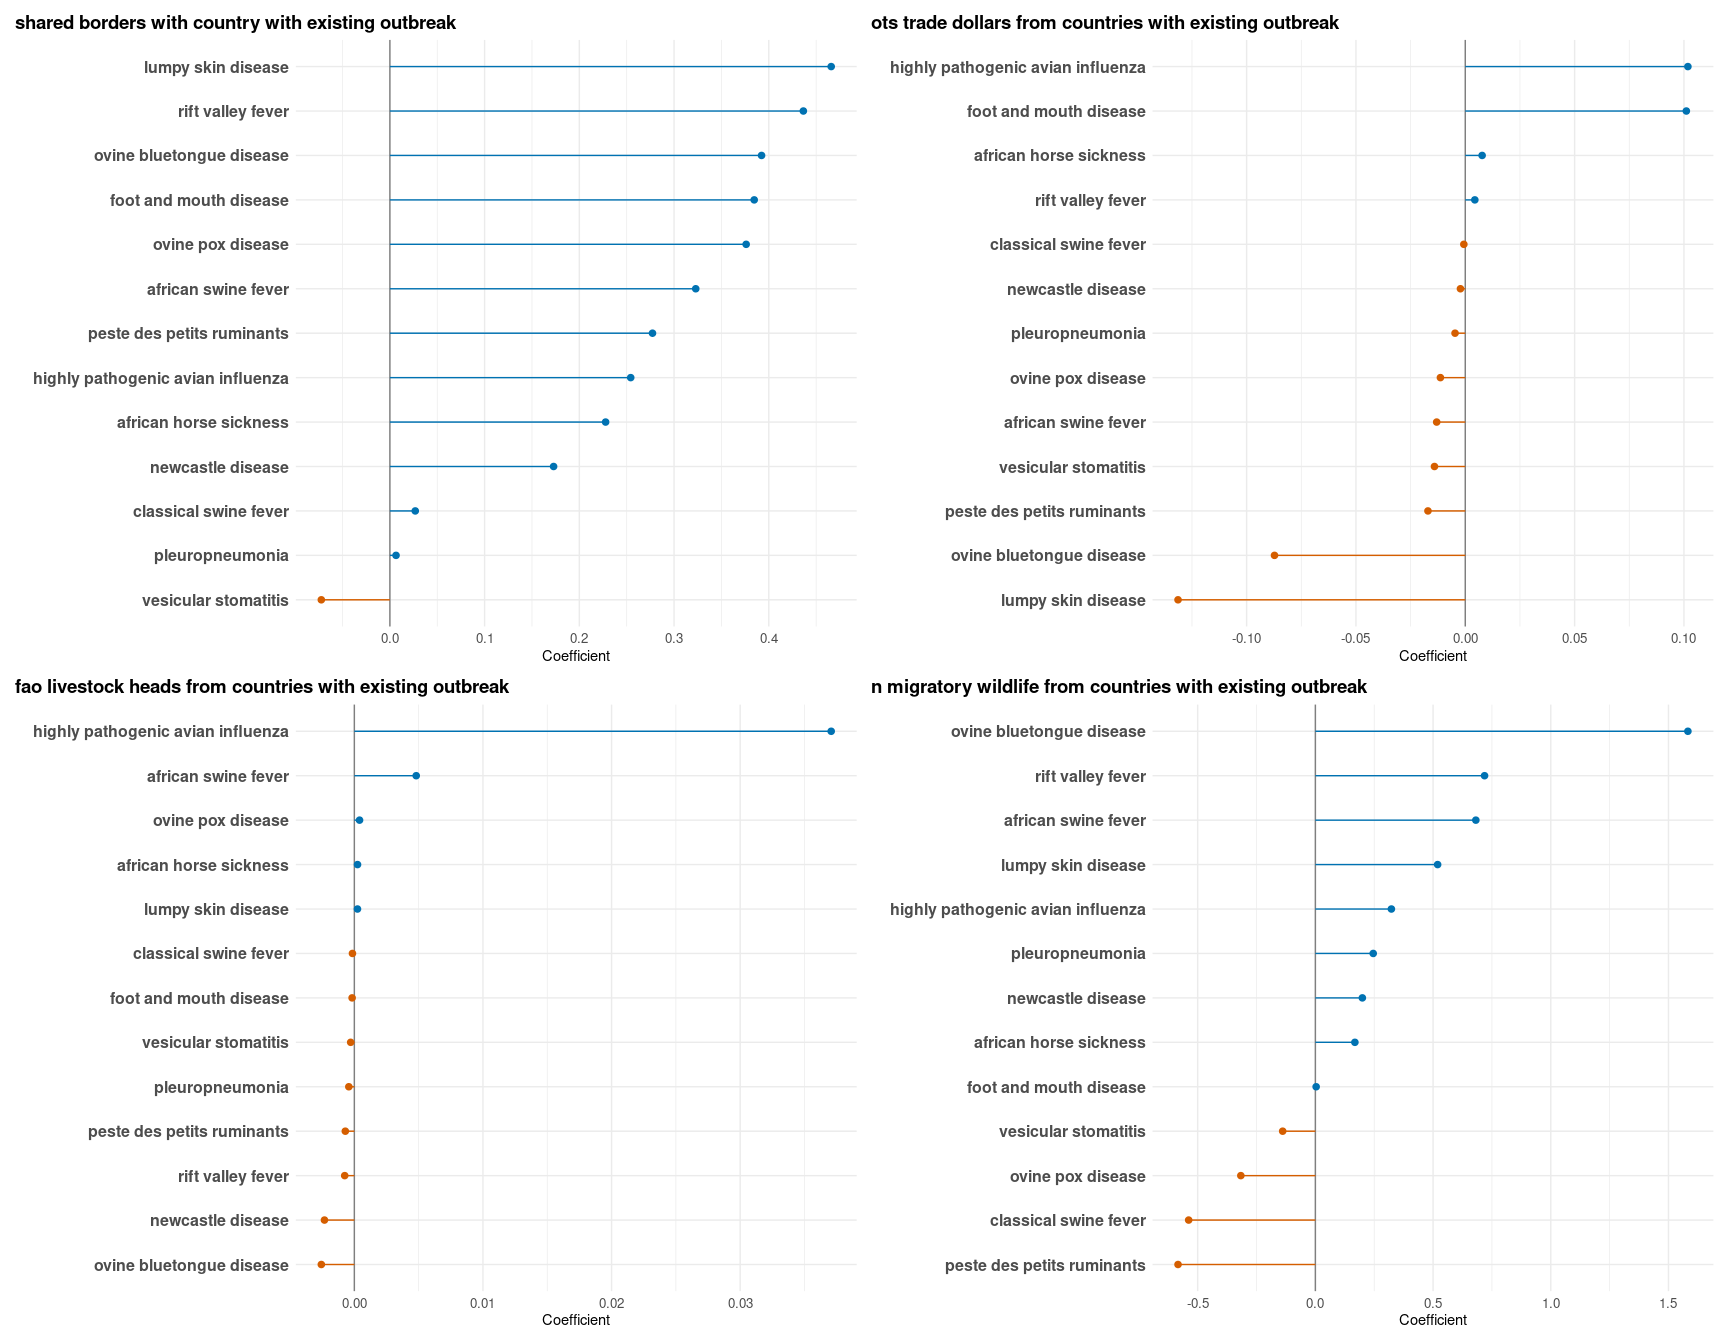 shared borders with country with existing outbreak
lumpy skin disease
rift valley fever
ovine bluetongue disease
foot and mouth disease
ovine pox disease
african swine fever
peste des petits ruminants
highly pathogenic avian influenza
african horse sickness
newcastle disease
classical swine fever
pleuropneumonia
vesicular stomatitis
0.0 0.1 0.2 0.3 0.4
Coefficient
ots trade dollars from countries with existing outbreak
highly pathogenic avian influenza
foot and mouth disease
african horse sickness
rift valley fever
classical swine fever
newcastle disease
pleuropneumonia
ovine pox disease
african swine fever
vesicular stomatitis
peste des petits ruminants
ovine bluetongue disease
lumpy skin disease
-0.10 -0.05 0.00 0.05 0.10
Coefficient
fao livestock heads from countries with existing outbreak
highly pathogenic avian influenza
african swine fever
ovine pox disease
african horse sickness
lumpy skin disease
classical swine fever
foot and mouth disease
vesicular stomatitis
pleuropneumonia
peste des petits ruminants
rift valley fever
newcastle disease
ovine bluetongue disease
0.00 0.01 0.02 0.03
Coefficient
n migratory wildlife from countries with existing outbreak
ovine bluetongue disease
rift valley fever
african swine fever
lumpy skin disease
highly pathogenic avian influenza
pleuropneumonia
newcastle disease
african horse sickness
foot and mouth disease
vesicular stomatitis
ovine pox disease
classical swine fever
peste des petits ruminants
-0.5 0.0 0.5 1.0 1.5
Coefficient